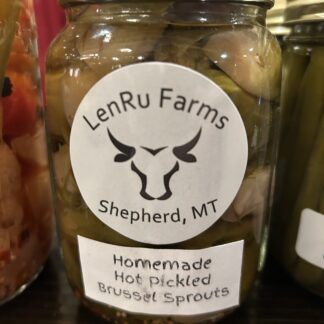 LenRu Farms
Shepherd, MT
Homemade
Hot Pickled
Brussel Sprouts